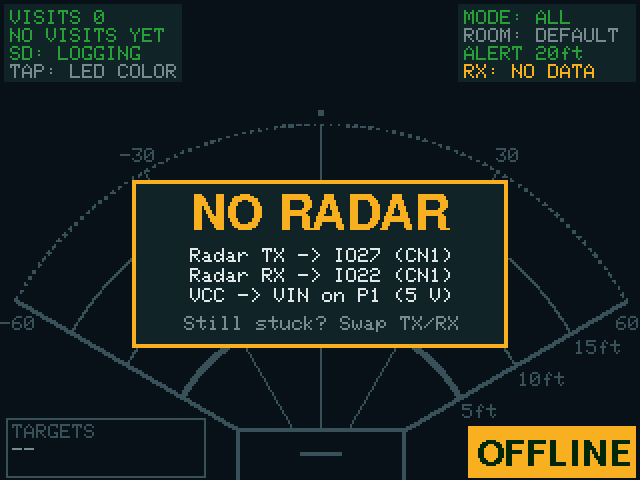 VISITS 0
NO VISITS YET
SD: LOGGING
TAP: LED COLOR
MODE: ALL
ROOM: DEFAULT
ALERT 20ft
RX: NO DATA
-30
30
NO RADAR
Radar TX -> IO27 (CN1)
Radar RX -> IO22 (CN1)
VCC -> VIN on P1 (5 V)
Still stuck? Swap TX/RX
-60
60
15ft
10ft
5ft
TARGETS
--
OFFLINE